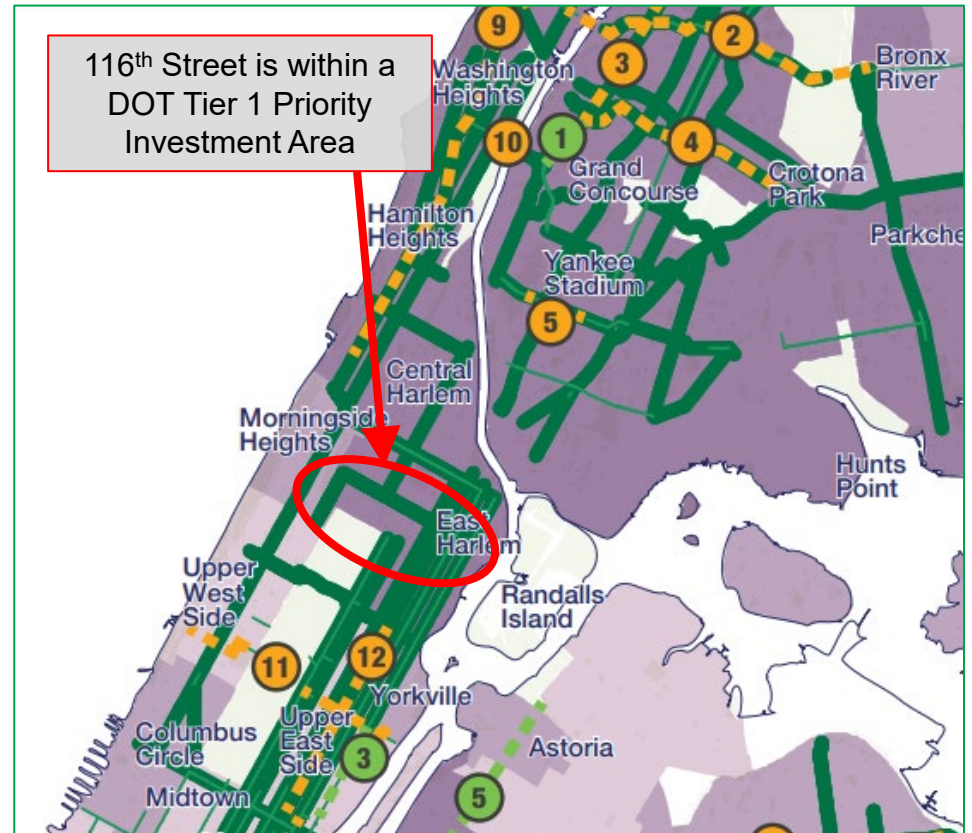 116th Street is within a
DOT Tier 1 Priority
Investment Area
9
2
3
Bronx
River
Washington
Heights
10
1
4
Grand
Concourse
Crotona
Park
Hamilton
Heights
Parkche
Yankee
Stadium
5
Central
Harlem
Morningside
Heights
Hunts
Point
East
Harlem
Upper
West
Side
Randalls
Island
11
12
Yorkville
Columbus
Circle
Upper
East
Side
3
Astoria
5
Midtown